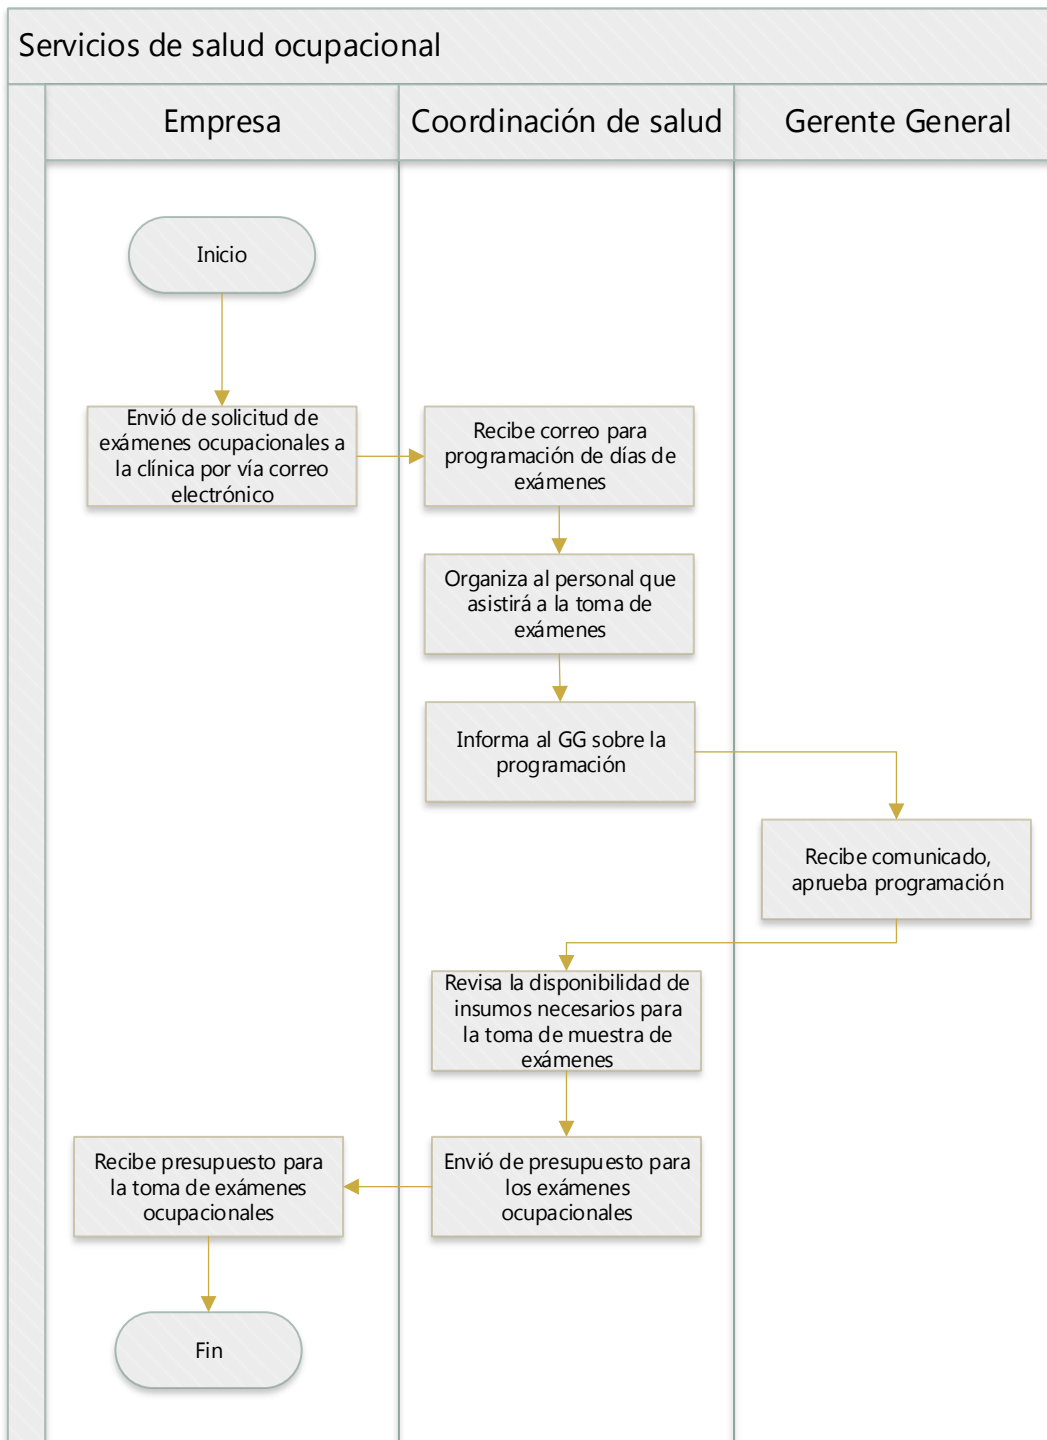 Servicios de salud ocupacional
Empresa
Coordinación de salud
Gerente General
Inicio
Envió de solicitud de
exámenes ocupacionales a
la clínica por vía correo
electrónico
Recibe correo para
programación de días de
exámenes
Organiza al personal que
asistirá a la toma de
exámenes
Informa al GG sobre la
programación
Recibe comunicado,
aprueba programación
Revisa la disponibilidad de
insumos necesarios para
la toma de muestra de
exámenes
Envió de presupuesto para
los exámenes
ocupacionales
Recibe presupuesto para
la toma de exámenes
ocupacionales
Fin